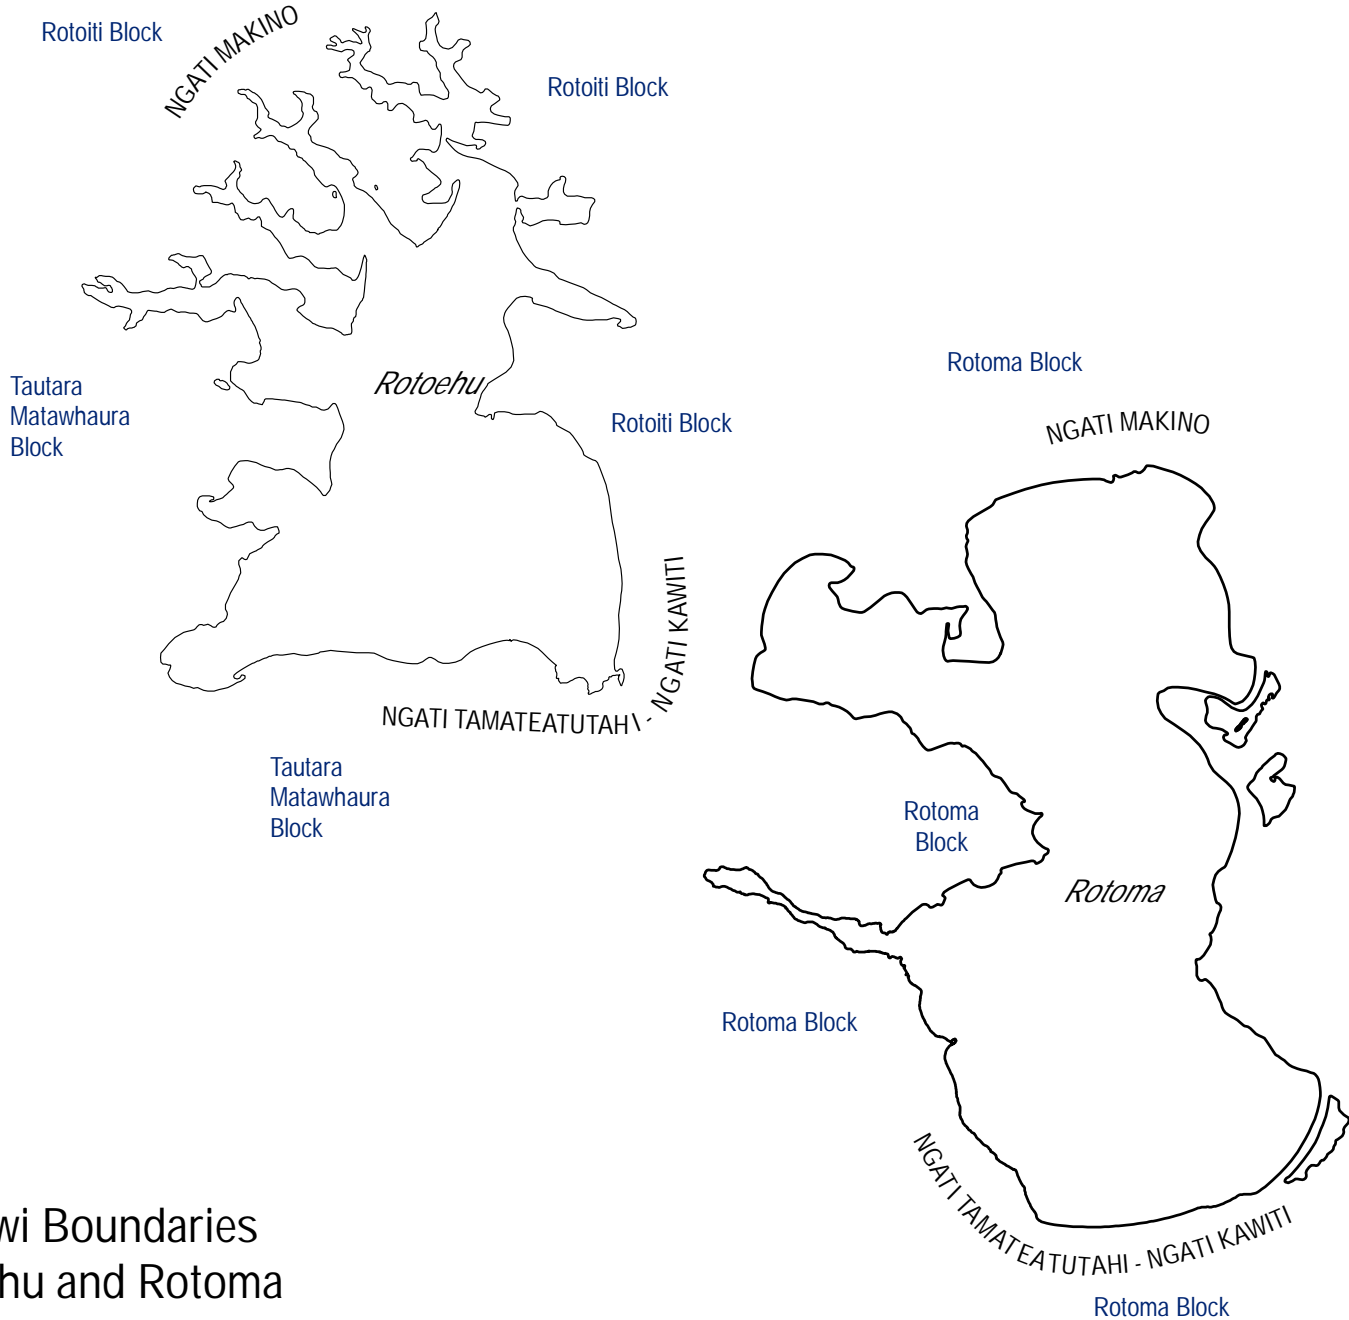 Rotoiti Block
NGATI MAKINO
Rotoiti Block
Rotoehu
Tautara
Matawhaura
Block
Rotoiti Block
NGATI TAMATEATUTAHI - NGATI KAWITI
Tautara
Matawhaura
Block
Rotoma Block
NGATI MAKINO
Rotoma
Block
Rotoma
Rotoma Block
NGATI TAMATEATUTAHI - NGATI KAWITI
Rotoma Block
wi Boundaries
hu and Rotoma